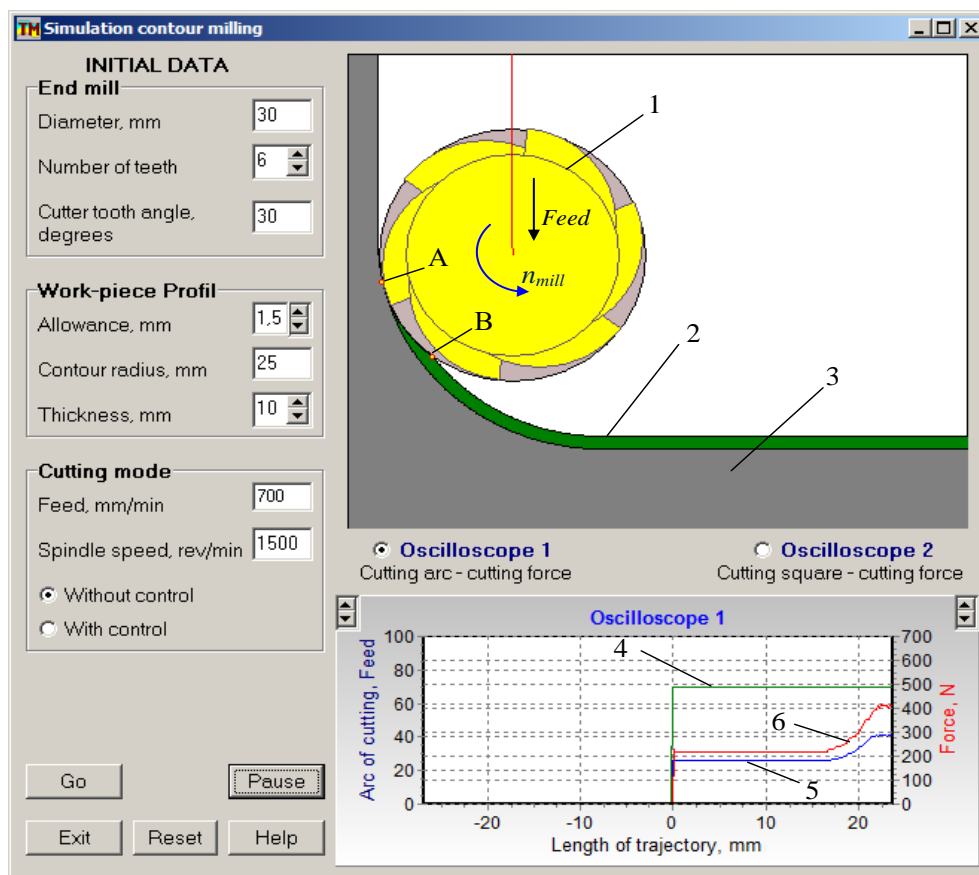 TM Simulation contour milling
INITIAL DATA
End mill
Diameter, mm 30
Number of teeth 6
Cutter tooth angle, degrees 30
Work-piece Profil
Allowance, mm 1,5
Contour radius, mm 25
Thickness, mm 10
Cutting mode
Feed, mm/min 700
Spindle speed, rev/min 1500
Without control
With control
Go
Pause
Exit
Reset
Help
1
Feed
A
n_mill
B
2
3
Oscilloscope 1
Cutting arc - cutting force
Oscilloscope 2
Cutting square - cutting force
Oscilloscope 1
Arc of cutting, Feed
100
80
60
40
20
0
4
6
5
700
600
500
400
300
200
100
0
Force, N
-20
-10
0
10
20
Length of trajectory, mm